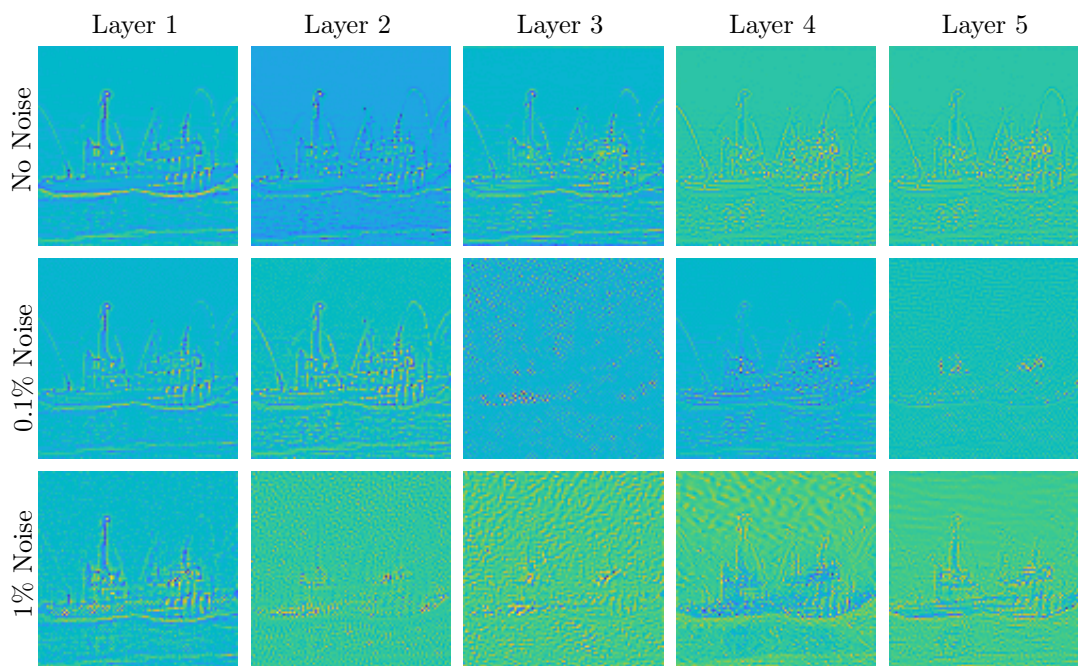 Layer 1
Layer 2
Layer 3
Layer 4
Layer 5
No Noise
0.1% Noise
1% Noise